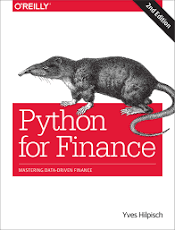 O'REILLY®
2nd Edition
Python
for Finance
MASTERING DATA-DRIVEN FINANCE
Yves Hilpisch